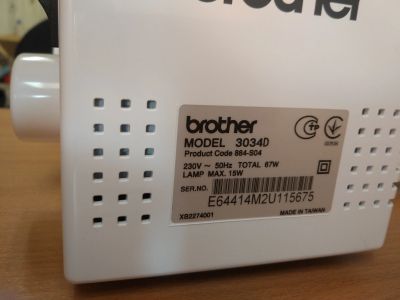 brother
brother
MODEL 3034D
Product Code 884-S04
230V ~ 50Hz TOTAL 67W
LAMP MAX. 15W
SER.NO.
E64414M2U115675
XB2274001
MADE IN TAIWAN